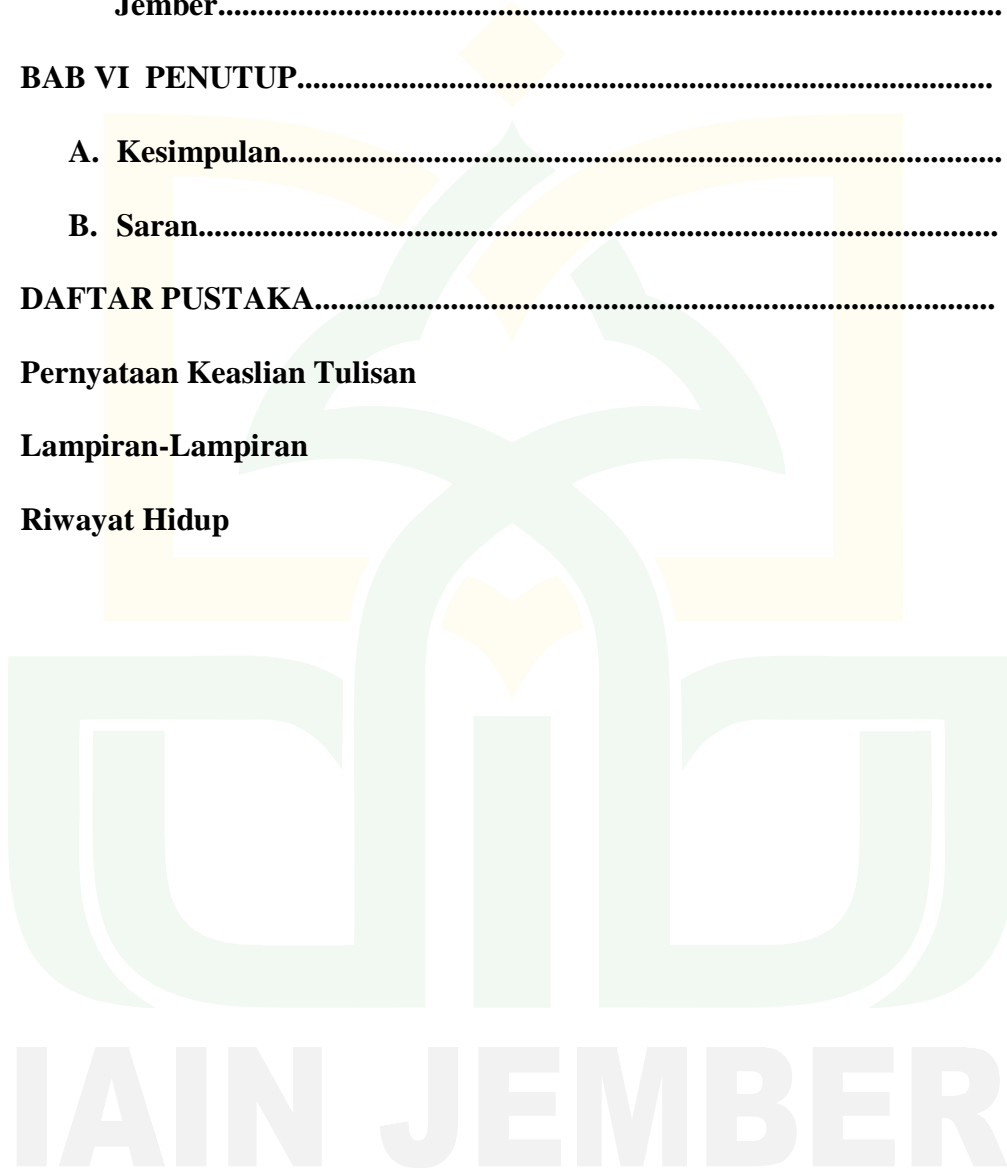 Jember..................................................................................................
BAB VI  PENUTUP.......................................................................................
A. Kesimpulan..........................................................................................
B. Saran....................................................................................................
DAFTAR PUSTAKA.....................................................................................
Pernyataan Keaslian Tulisan
Lampiran-Lampiran
Riwayat Hidup
IAIN JEMBER